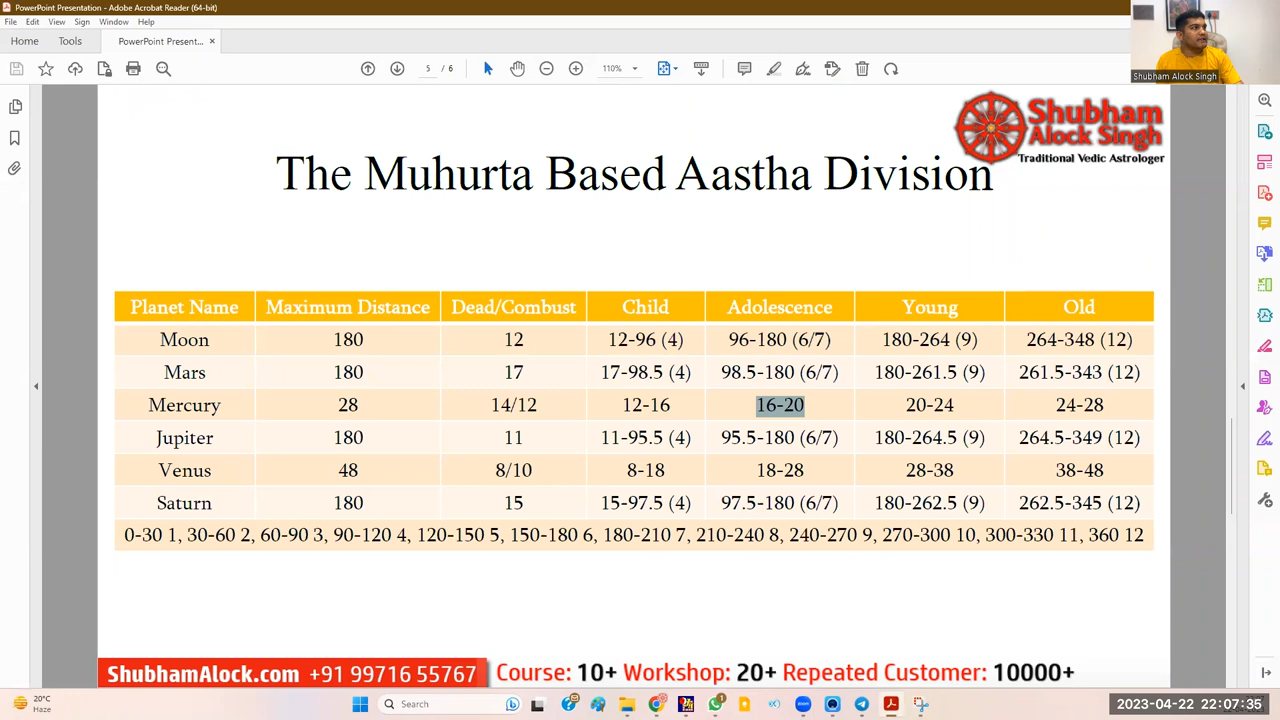 PowerPoint Presentation - Adobe Acrobat Reader (64-bit)
File Edit View Sign Window Help
Home Tools PowerPoint Present... ×
5 / 6 110%
Shubham Alock Singh
Shubham
Alock Singh
Traditional Vedic Astrologer
The Muhurta Based Aastha Division
Planet Name Maximum Distance Dead/Combust Child Adolescence Young Old
Moon 180 12 12-96 (4) 96-180 (6/7) 180-264 (9) 264-348 (12)
Mars 180 17 17-98.5 (4) 98.5-180 (6/7) 180-261.5 (9) 261.5-343 (12)
Mercury 28 14/12 12-16 16-20 20-24 24-28
Jupiter 180 11 11-95.5 (4) 95.5-180 (6/7) 180-264.5 (9) 264.5-349 (12)
Venus 48 8/10 8-18 18-28 28-38 38-48
Saturn 180 15 15-97.5 (4) 97.5-180 (6/7) 180-262.5 (9) 262.5-345 (12)
0-30 1, 30-60 2, 60-90 3, 90-120 4, 120-150 5, 150-180 6, 180-210 7, 210-240 8, 240-270 9, 270-300 10, 300-330 11, 360 12
ShubhamAlock.com +91 99716 55767 Course: 10+ Workshop: 20+ Repeated Customer: 10000+
20°C
Haze
Search
2023-04-22 22:07:35